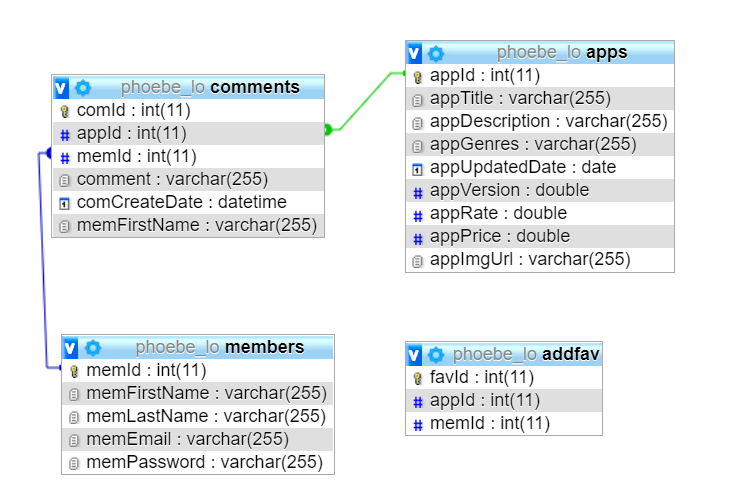 phoebe_lo comments
comId : int(11)
appId : int(11)
memId : int(11)
comment : varchar(255)
comCreateDate : datetime
memFirstName : varchar(255)
phoebe_lo apps
appId : int(11)
appTitle : varchar(255)
appDescription : varchar(255)
appGenres : varchar(255)
appUpdatedDate : date
appVersion : double
appRate : double
appPrice : double
appImgUrl : varchar(255)
phoebe_lo members
memId : int(11)
memFirstName : varchar(255)
memLastName : varchar(255)
memEmail : varchar(255)
memPassword : varchar(255)
phoebe_lo addfav
favId : int(11)
appId : int(11)
memId : int(11)